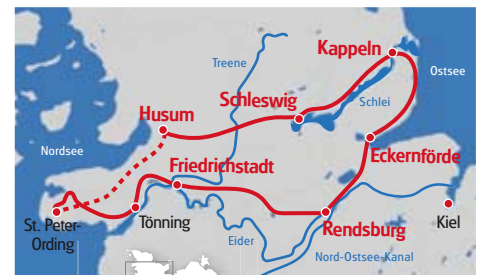 Kappeln
Treene
Ostsee
Schleswig
Schlei
Husum
Nordsee
Eckernförde
Friedrichstadt
St. Peter-
Ording
Tönning
Kiel
Rendsburg
Eider
Nord-Ostsee-Kanal